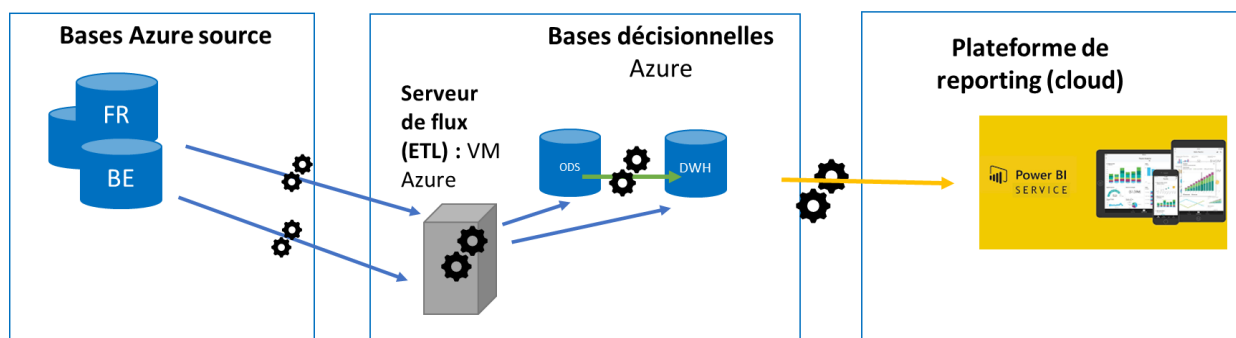 Bases Azure source
FR
BE
Bases décisionnelles
Azure
Serveur
de flux
(ETL) : VM
Azure
ODS
DWH
Plateforme de
reporting (cloud)
Power BI
SERVICE